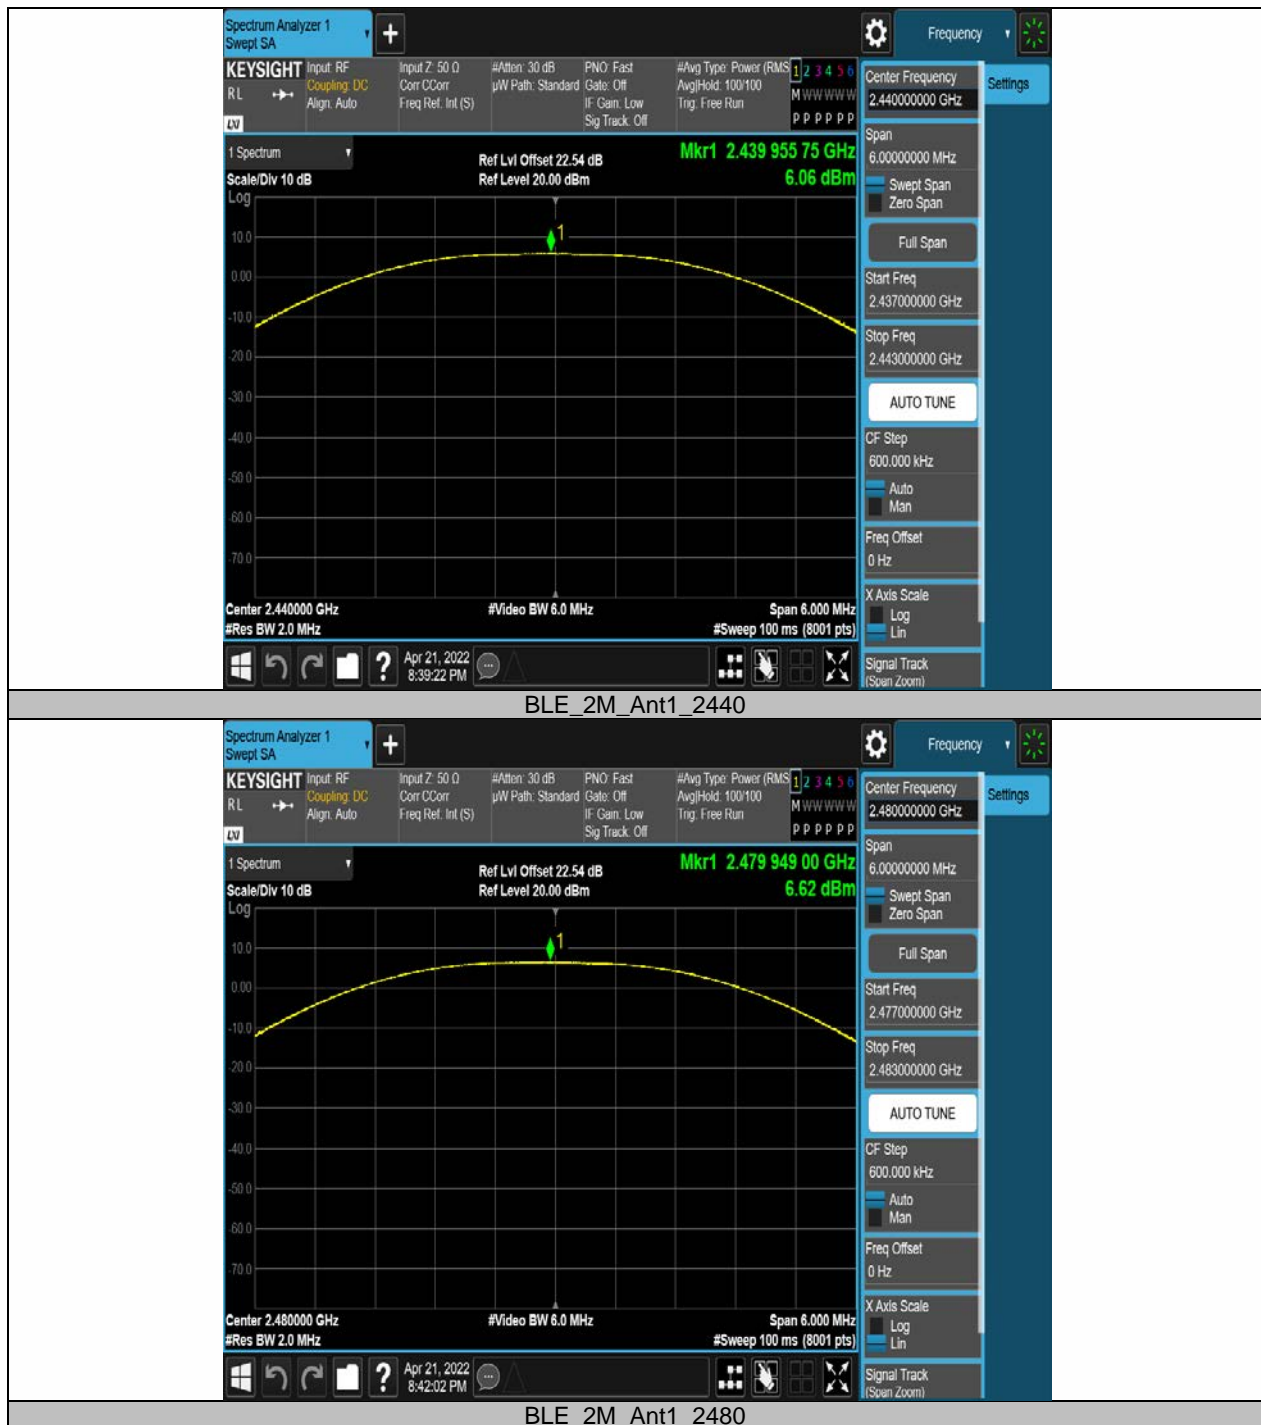 Spectrum Analyzer 1
Swept SA
Frequency
KEYSIGHT
RL
LXI
Input: RF
Coupling: DC
Align: Auto
Input Z: 50 Ω
Corr CCorr
Freq Ref: Int (S)
#Atten: 30 dB
µW Path: Standard
PNO: Fast
Gate: Off
IF Gain: Low
Sig Track: Off
#Avg Type: Power (RMS
Avg|Hold: 100/100
Trig: Free Run
1 2 3 4 5 6
M W W W W W
P P P P P P
1 Spectrum
Scale/Div 10 dB
Log
Ref Lvl Offset 22.54 dB
Ref Level 20.00 dBm
Mkr1 2.439 955 75 GHz
6.06 dBm
1
10.0
0.00
-10.0
-20.0
-30.0
-40.0
-50.0
-60.0
-70.0
Center 2.440000 GHz
#Res BW 2.0 MHz
#Video BW 6.0 MHz
Span 6.000 MHz
#Sweep 100 ms (8001 pts)
?
Apr 21, 2022
8:39:22 PM
Center Frequency
2.440000000 GHz
Settings
Span
6.00000000 MHz
Swept Span
Zero Span
Full Span
Start Freq
2.437000000 GHz
Stop Freq
2.443000000 GHz
AUTO TUNE
CF Step
600.000 kHz
Auto
Man
Freq Offset
0 Hz
X Axis Scale
Log
Lin
Signal Track
(Span Zoom)
BLE_2M_Ant1_2440
Spectrum Analyzer 1
Swept SA
Frequency
KEYSIGHT
RL
LXI
Input: RF
Coupling: DC
Align: Auto
Input Z: 50 Ω
Corr CCorr
Freq Ref: Int (S)
#Atten: 30 dB
µW Path: Standard
PNO: Fast
Gate: Off
IF Gain: Low
Sig Track: Off
#Avg Type: Power (RMS
Avg|Hold: 100/100
Trig: Free Run
1 2 3 4 5 6
M W W W W W
P P P P P P
1 Spectrum
Scale/Div 10 dB
Log
Ref Lvl Offset 22.54 dB
Ref Level 20.00 dBm
Mkr1 2.479 949 00 GHz
6.62 dBm
1
10.0
0.00
-10.0
-20.0
-30.0
-40.0
-50.0
-60.0
-70.0
Center 2.480000 GHz
#Res BW 2.0 MHz
#Video BW 6.0 MHz
Span 6.000 MHz
#Sweep 100 ms (8001 pts)
?
Apr 21, 2022
8:42:02 PM
Center Frequency
2.480000000 GHz
Settings
Span
6.00000000 MHz
Swept Span
Zero Span
Full Span
Start Freq
2.477000000 GHz
Stop Freq
2.483000000 GHz
AUTO TUNE
CF Step
600.000 kHz
Auto
Man
Freq Offset
0 Hz
X Axis Scale
Log
Lin
Signal Track
(Span Zoom)
BLE_2M_Ant1_2480